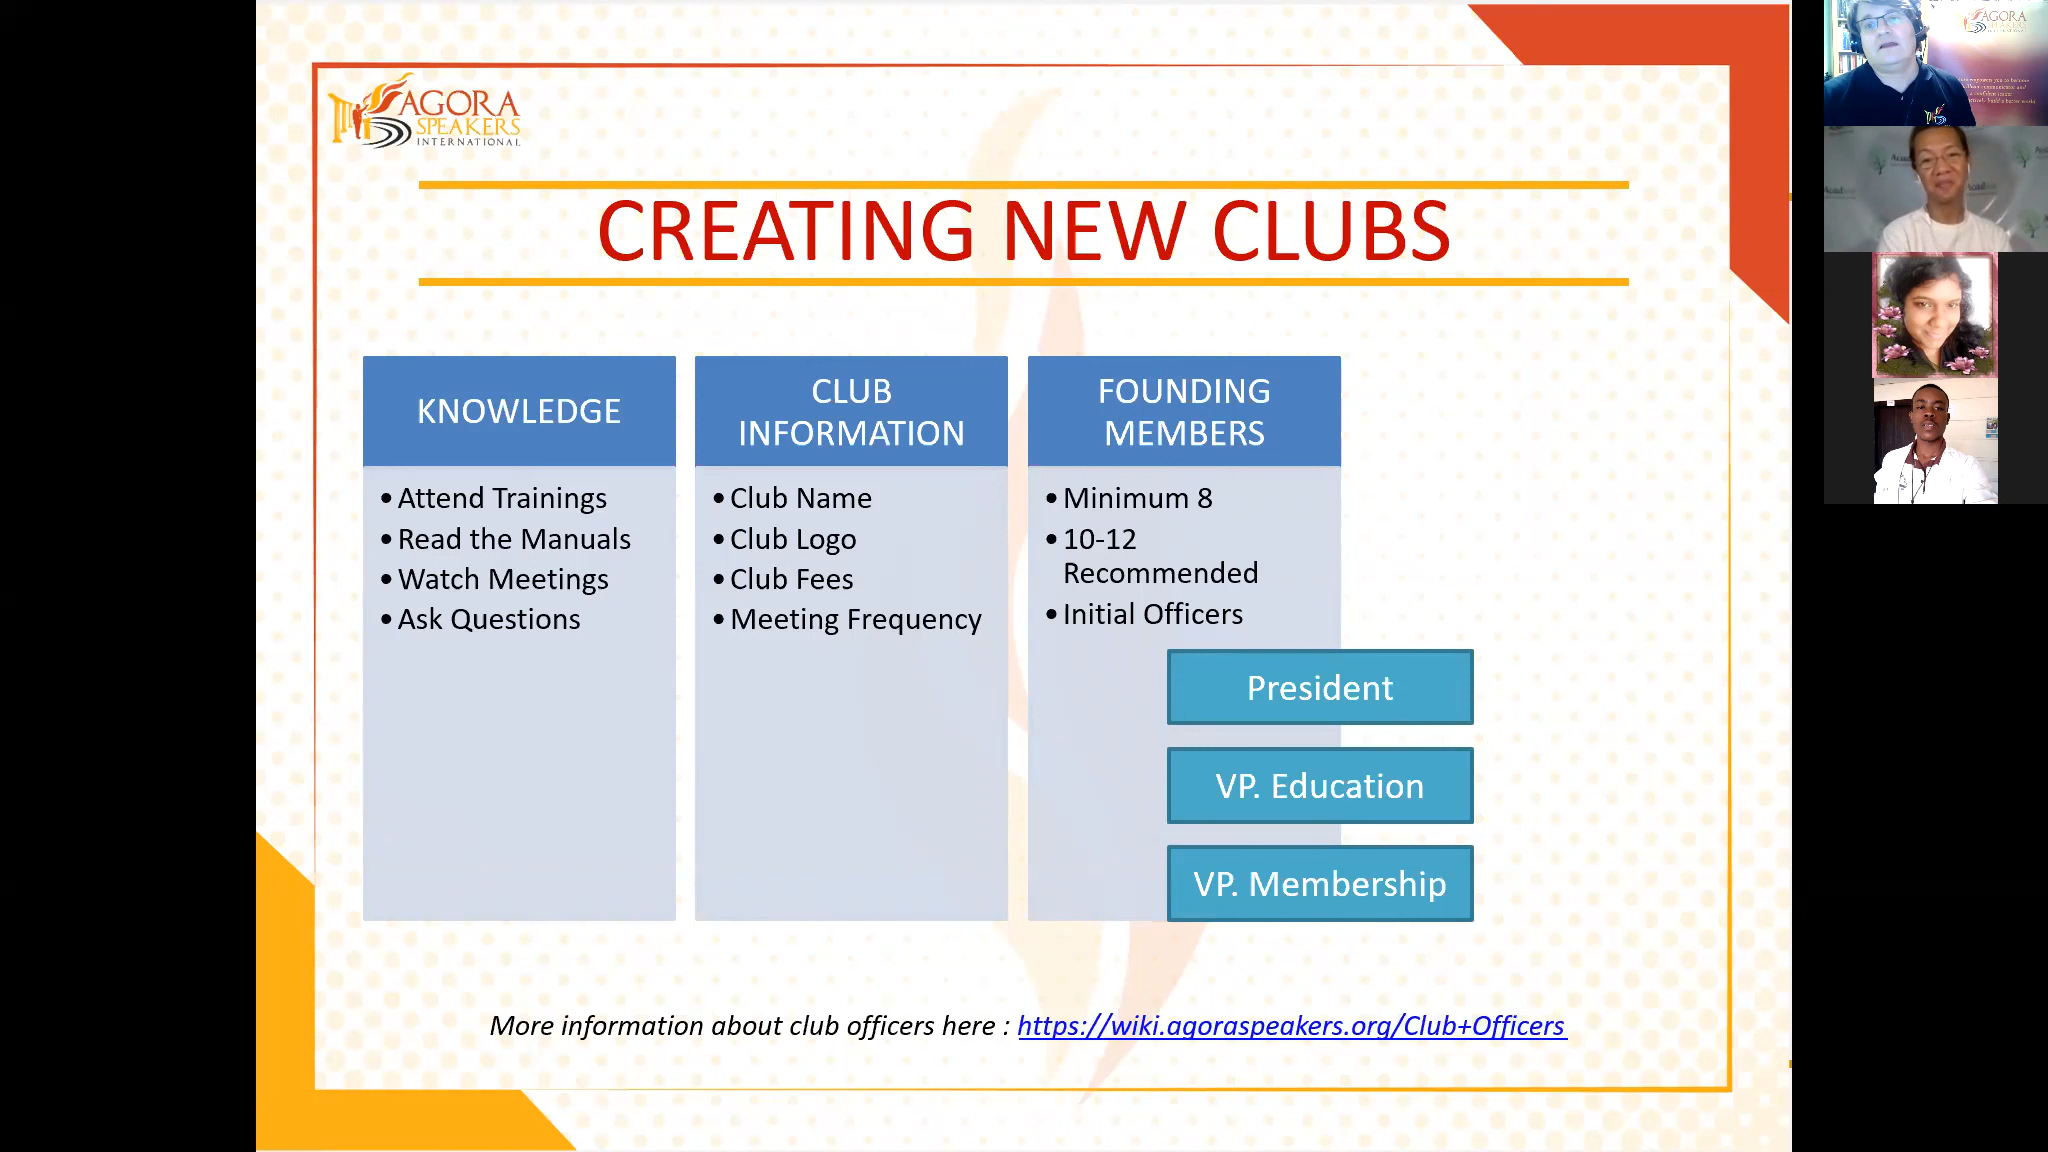 AGORA
SPEAKERS
INTERNATIONAL
CREATING NEW CLUBS
KNOWLEDGE
•Attend Trainings
•Read the Manuals
•Watch Meetings
•Ask Questions
CLUB
INFORMATION
•Club Name
•Club Logo
•Club Fees
•Meeting Frequency
FOUNDING
MEMBERS
•Minimum 8
•10-12
Recommended
•Initial Officers
President
VP. Education
VP. Membership
More information about club officers here : https://wiki.agoraspeakers.org/Club+Officers
AGORA
SPEAKERS